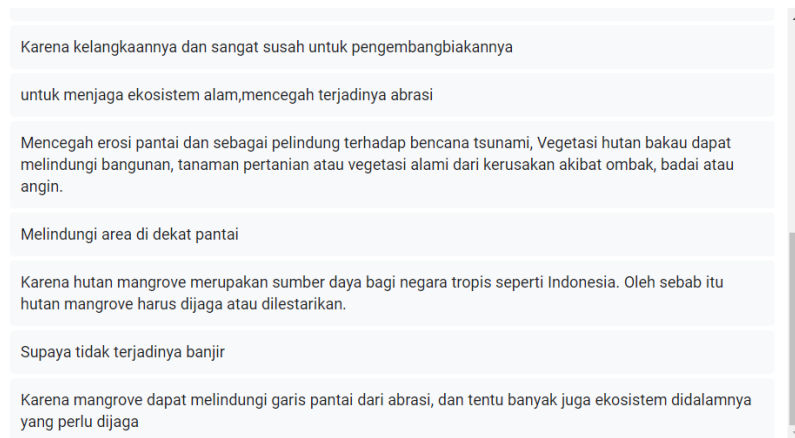 Karena kelangkaannya dan sangat susah untuk pengembangbiakannya
untuk menjaga ekosistem alam,mencegah terjadinya abrasi
Mencegah erosi pantai dan sebagai pelindung terhadap bencana tsunami, Vegetasi hutan bakau dapat
melindungi bangunan, tanaman pertanian atau vegetasi alami dari kerusakan akibat ombak, badai atau
angin.
Melindungi area di dekat pantai
Karena hutan mangrove merupakan sumber daya bagi negara tropis seperti Indonesia. Oleh sebab itu
hutan mangrove harus dijaga atau dilestarikan.
Supaya tidak terjadinya banjir
Karena mangrove dapat melindungi garis pantai dari abrasi, dan tentu banyak juga ekosistem didalamnya
yang perlu dijaga